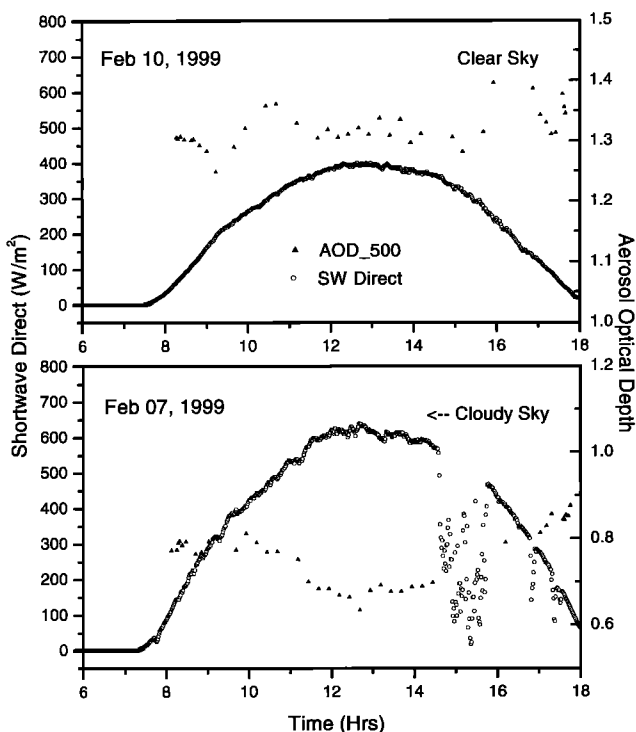 Feb 10, 1999
Clear Sky
▲ AOD_500
○ SW Direct
800
700
600
500
400
300
200
100
0
1.5
1.4
1.3
1.2
1.1
1.0
6 8 10 12 14 16 18
Shortwave Direct (W/m²)
Aerosol Optical Depth
Feb 07, 1999
<-- Cloudy Sky
800
700
600
500
400
300
200
100
0
1.2
1.0
0.8
0.6
6 8 10 12 14 16 18
Time (Hrs)